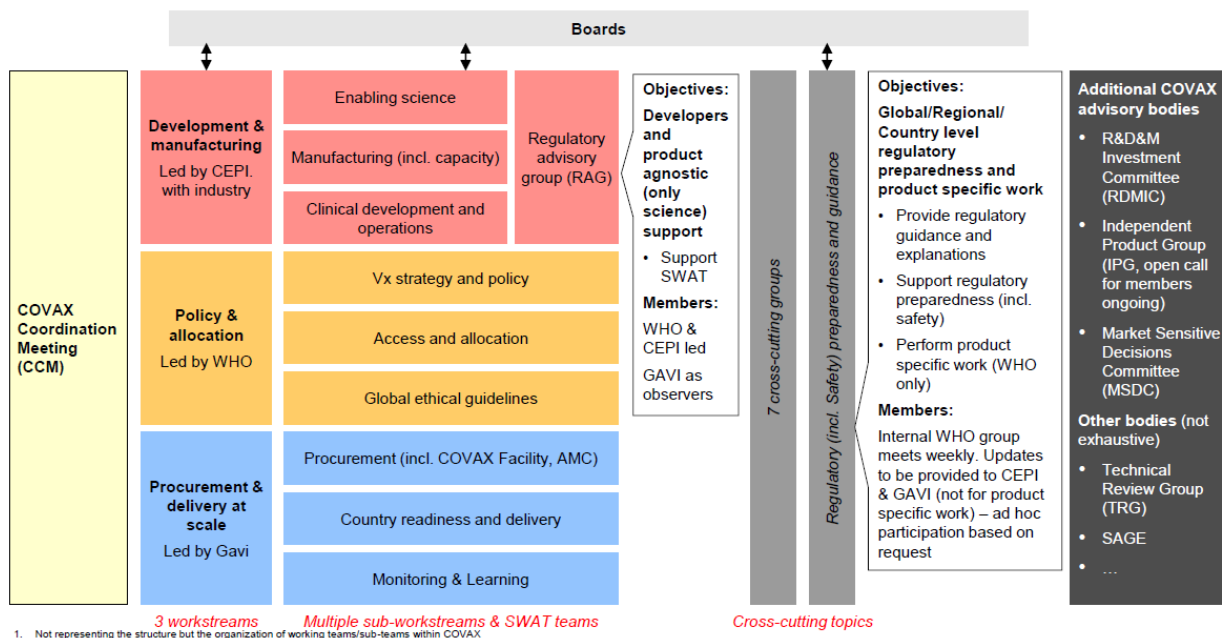 Boards
COVAX
Coordination
Meeting
(CCM)
Development &
manufacturing
Led by CEPI.
with industry
Enabling science
Manufacturing (incl. capacity)
Clinical development and
operations
Regulatory
advisory
group (RAG)
Policy &
allocation
Led by WHO
Vx strategy and policy
Access and allocation
Global ethical guidelines
Procurement &
delivery at
scale
Led by Gavi
Procurement (incl. COVAX Facility, AMC)
Country readiness and delivery
Monitoring & Learning
Objectives:
Developers
and
product
agnostic
(only
science)
support
• Support
SWAT
Members:
WHO &
CEPI led
GAVI as
observers
7 cross-cutting groups
Regulatory (incl. Safety) preparedness and guidance
Objectives:
Global/Regional/
Country level
regulatory
preparedness and
product specific work
• Provide regulatory
guidance and
explanations
• Support regulatory
preparedness (incl.
safety)
• Perform product
specific work (WHO
only)
Members:
Internal WHO group
meets weekly. Updates
to be provided to CEPI
& GAVI (not for product
specific work) – ad hoc
participation based on
request
Additional COVAX
advisory bodies
• R&D&M
Investment
Committee
(RDMIC)
• Independent
Product Group
(IPG, open call
for members
ongoing)
• Market Sensitive
Decisions
Committee
(MSDC)
Other bodies (not
exhaustive)
• Technical
Review Group
(TRG)
• SAGE
• …
3 workstreams
Multiple sub-workstreams & SWAT teams
Cross-cutting topics
1. Not representing the structure but the organization of working teams/sub-teams within COVAX